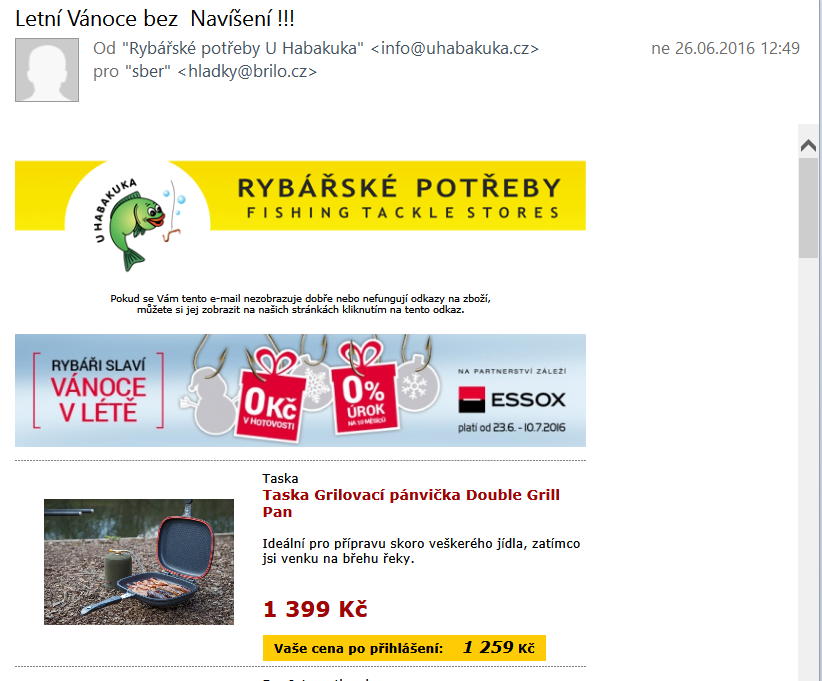 Letní Vánoce bez  Navíšení !!!
Od "Rybářské potřeby U Habakuka" <info@uhabakuka.cz>
ne 26.06.2016 12:49
pro "sber" <hladky@brilo.cz>
U HABAKUKA
RYBÁŘSKÉ POTŘEBY
FISHING TACKLE STORES
Pokud se Vám tento e-mail nezobrazuje dobře nebo nefungují odkazy na zboží,
můžete si jej zobrazit na našich stránkách kliknutím na tento odkaz.
RYBÁŘI SLAVÍ
VÁNOCE
V LÉTĚ
0 Kč
V HOTOVOSTI
0%
ÚROK
NA 10 MĚSÍCŮ
NA PARTNERSTVÍ ZÁLEŽÍ
ESSOX
platí od 23.6. - 10.7.2016
Taska
Taska Grilovací pánvička Double Grill
Pan
Ideální pro přípravu skoro veškerého jídla, zatímco
jsi venku na břehu řeky.
1 399 Kč
Vaše cena po přihlášení: 1 259 Kč